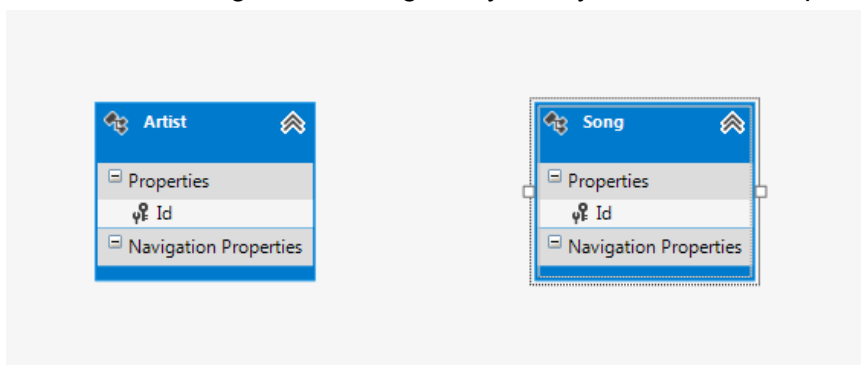 Artist
Properties
Id
Navigation Properties
Song
Properties
Id
Navigation Properties